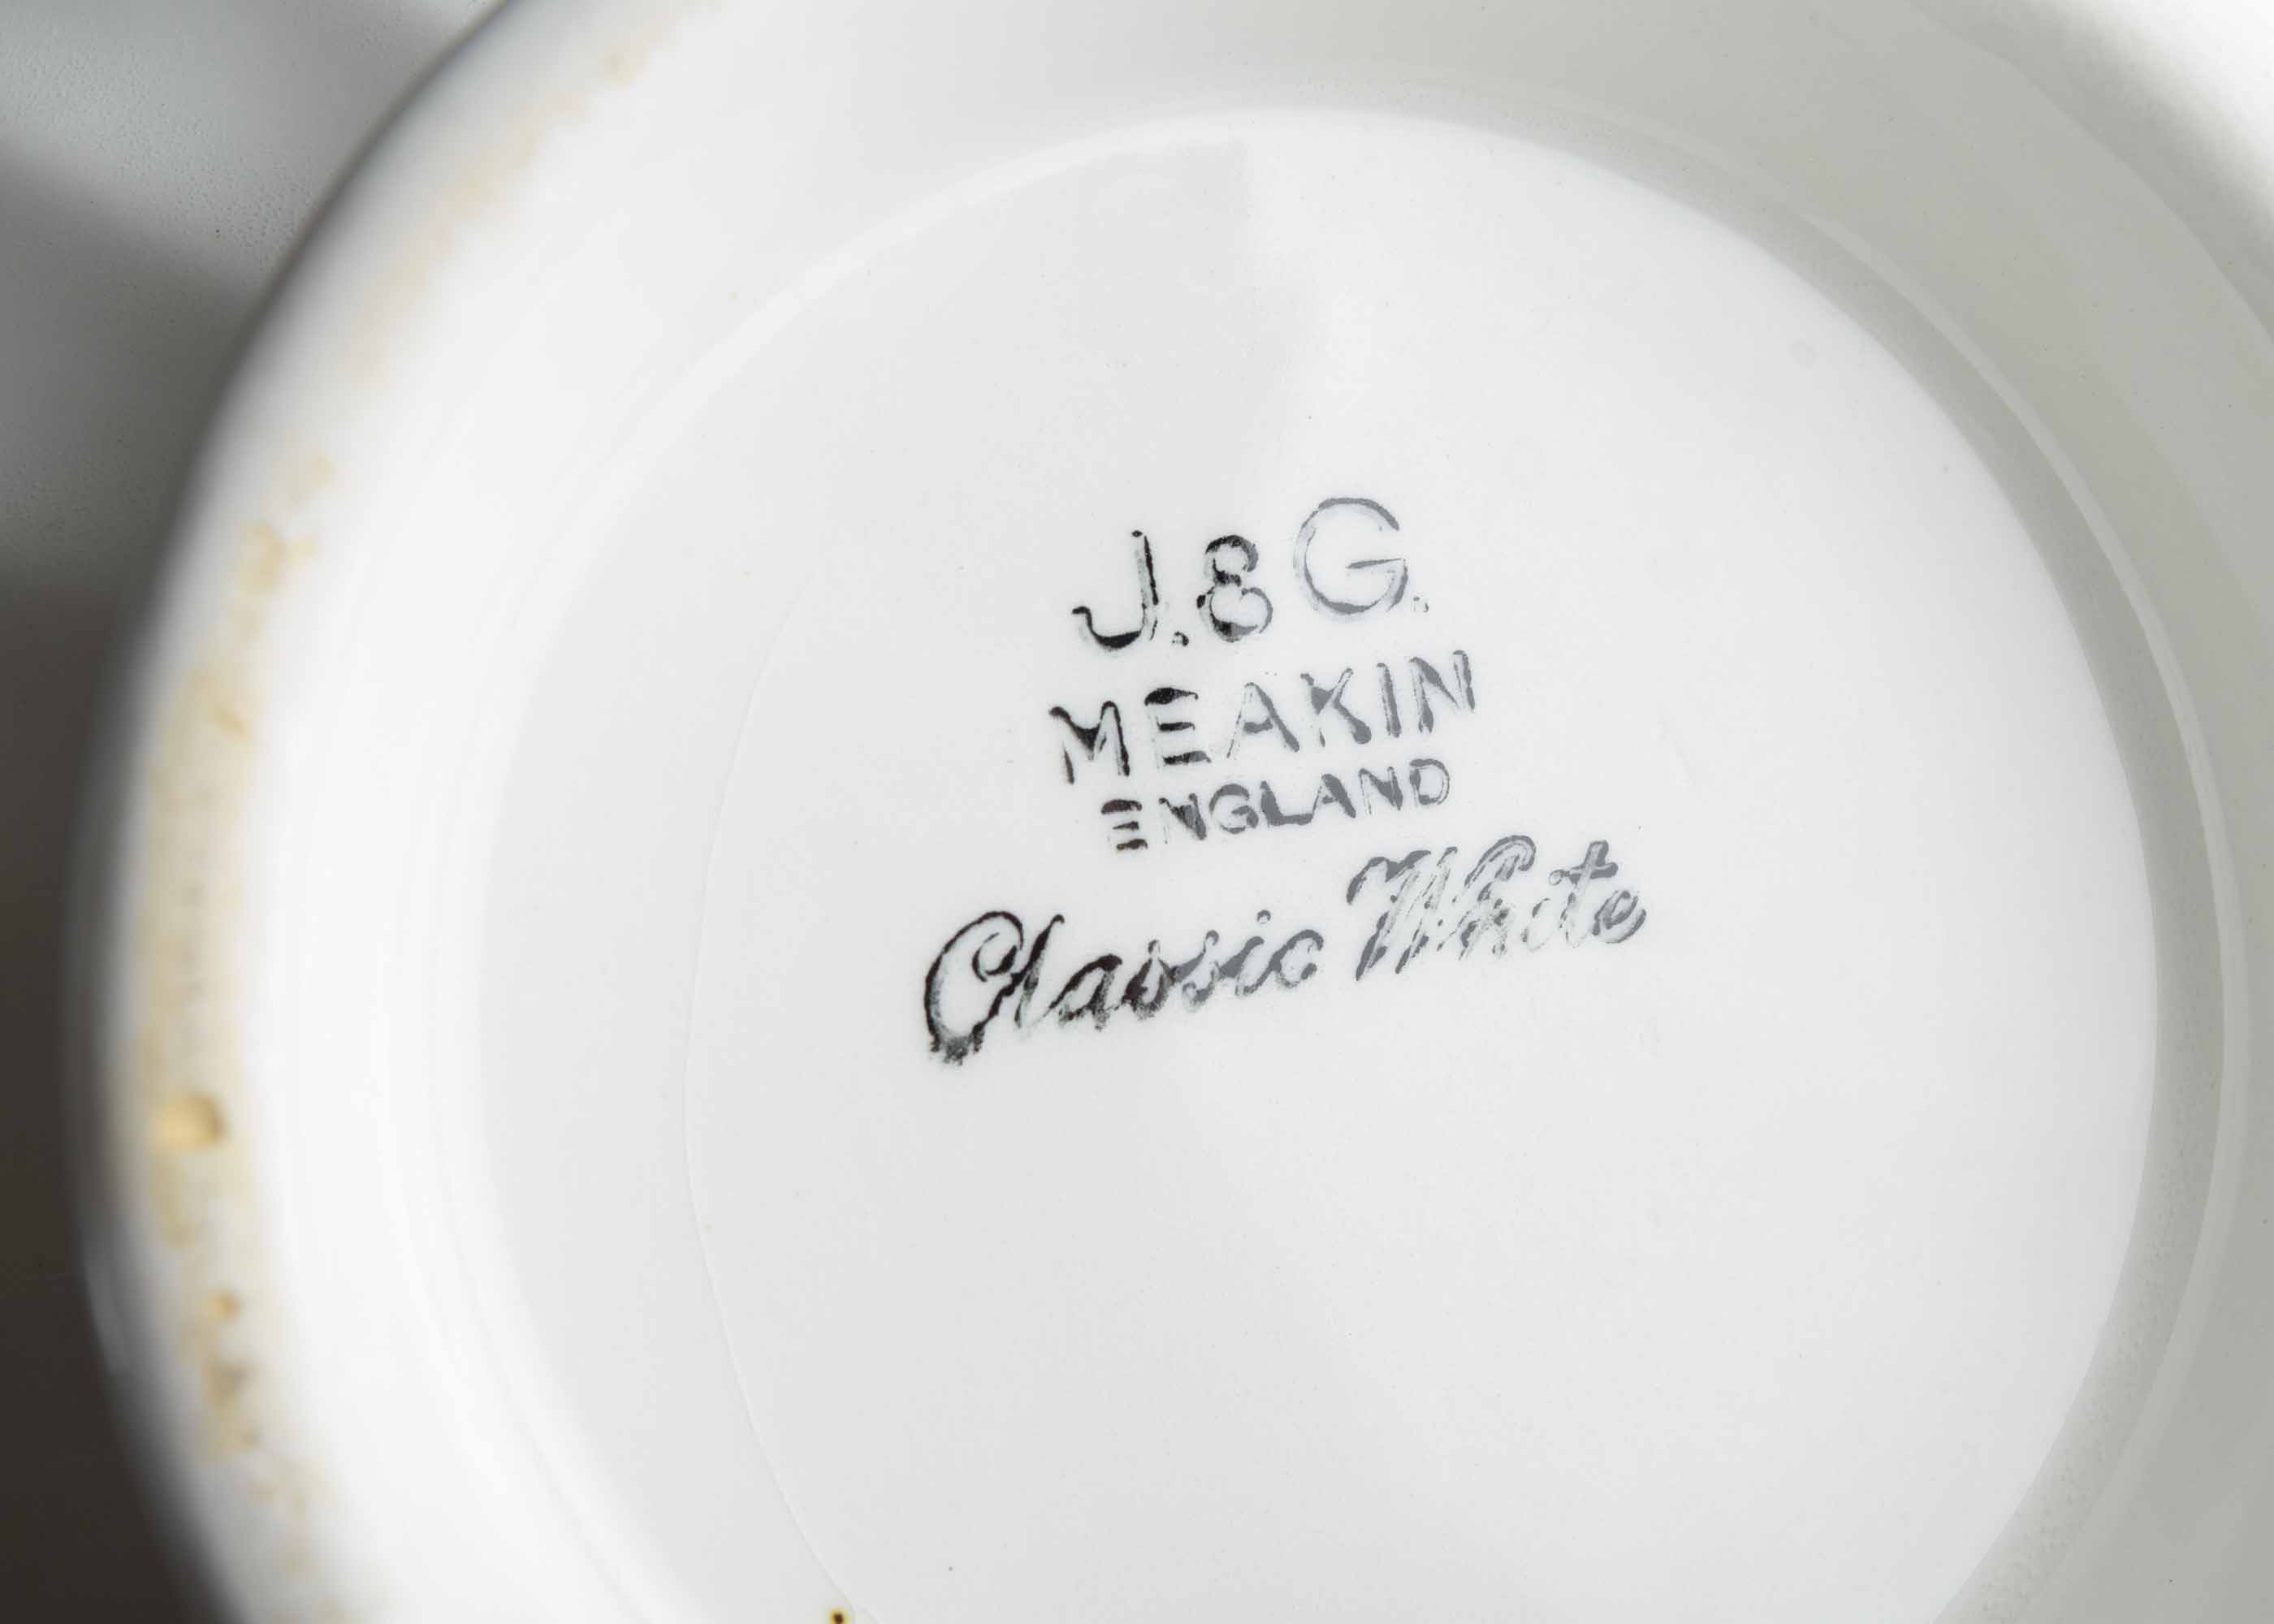 J. & G.
MEAKIN
ENGLAND
Classic White